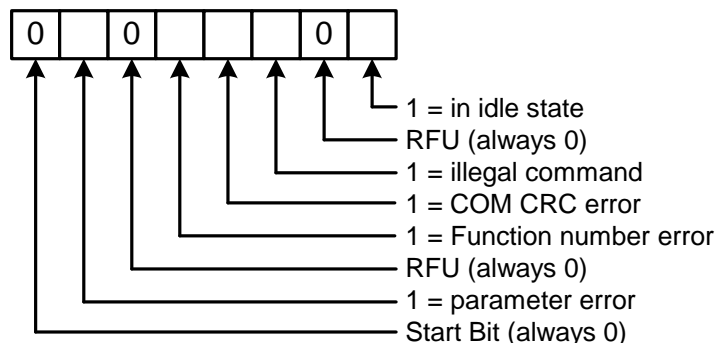 0 0 0
1 = in idle state
RFU (always 0)
1 = illegal command
1 = COM CRC error
1 = Function number error
RFU (always 0)
1 = parameter error
Start Bit (always 0)